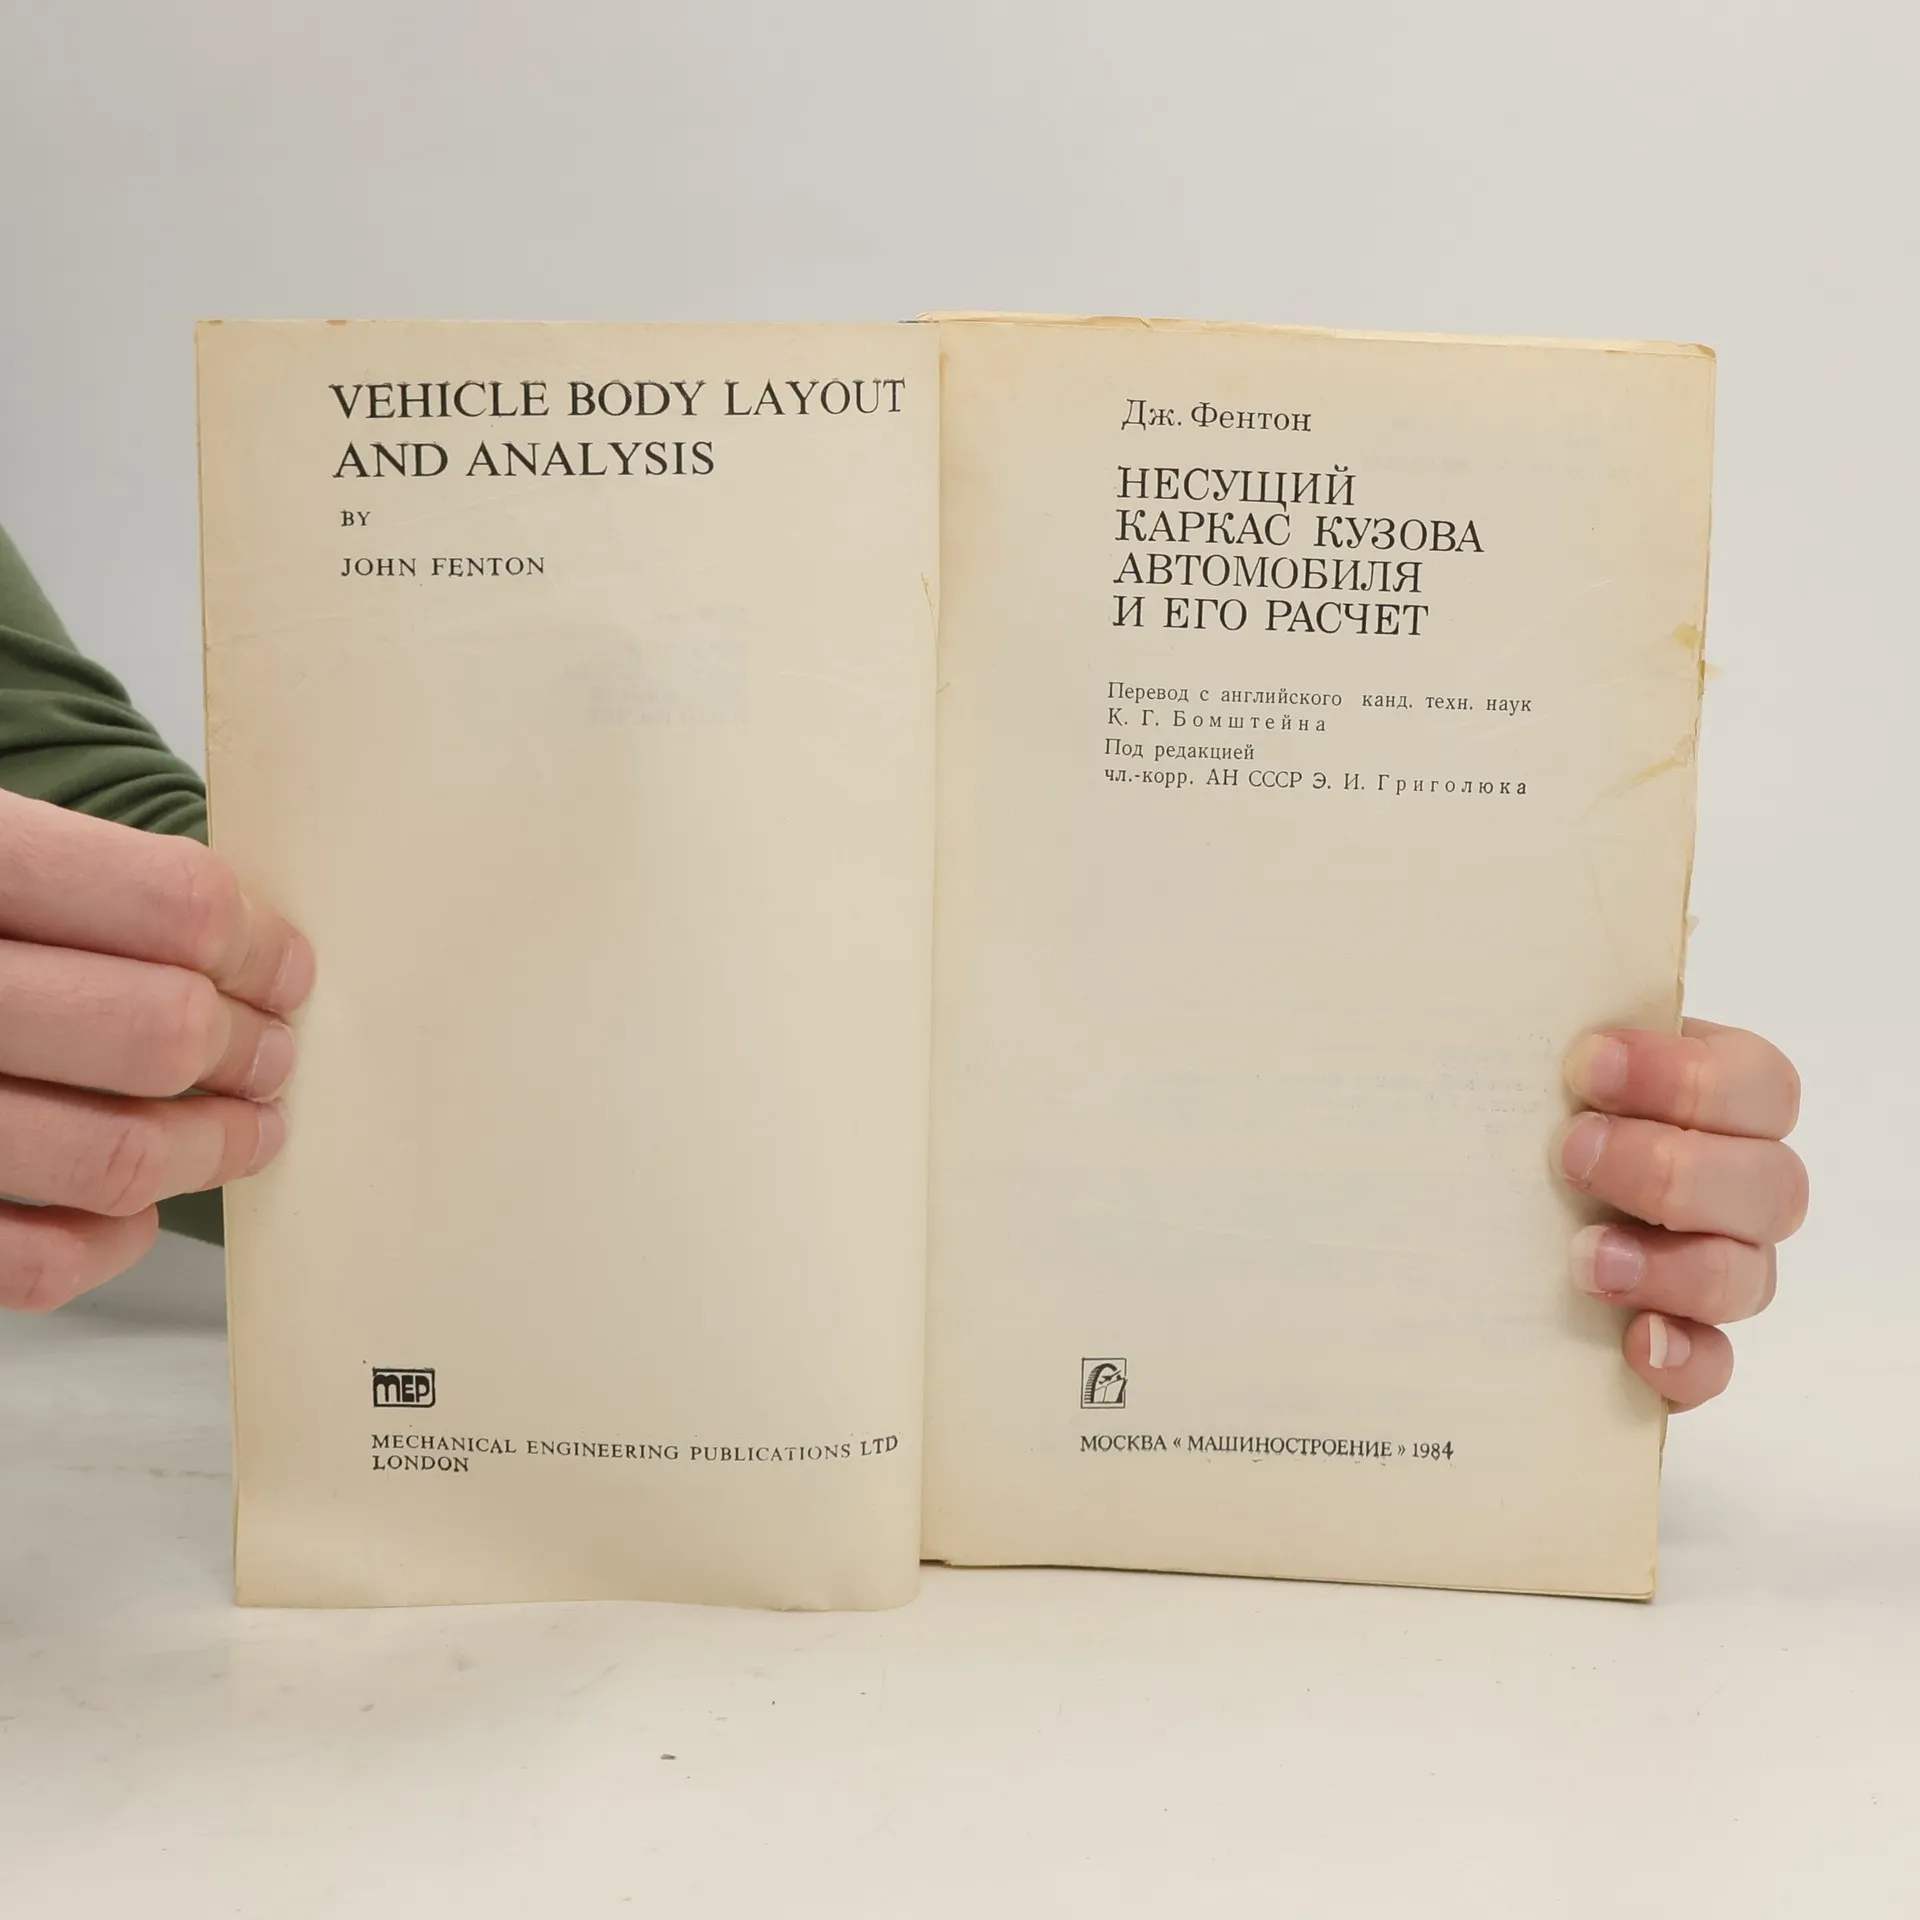 VEHICLE BODY LAYOUT
AND ANALYSIS
BY
JOHN FENTON
MEP
MECHANICAL ENGINEERING PUBLICATIONS LTD
LONDON
Дж. Фентон
НЕСУЩИЙ
КАРКАС КУЗОВА
АВТОМОБИЛЯ
И ЕГО РАСЧЕТ
Перевод с английского канд. техн. наук
К. Г. Бомштейна
Под редакцией
чл.-корр. АН СССР Э. И. Григолюка
МОСКВА «МАШИНОСТРОЕНИЕ» 1984